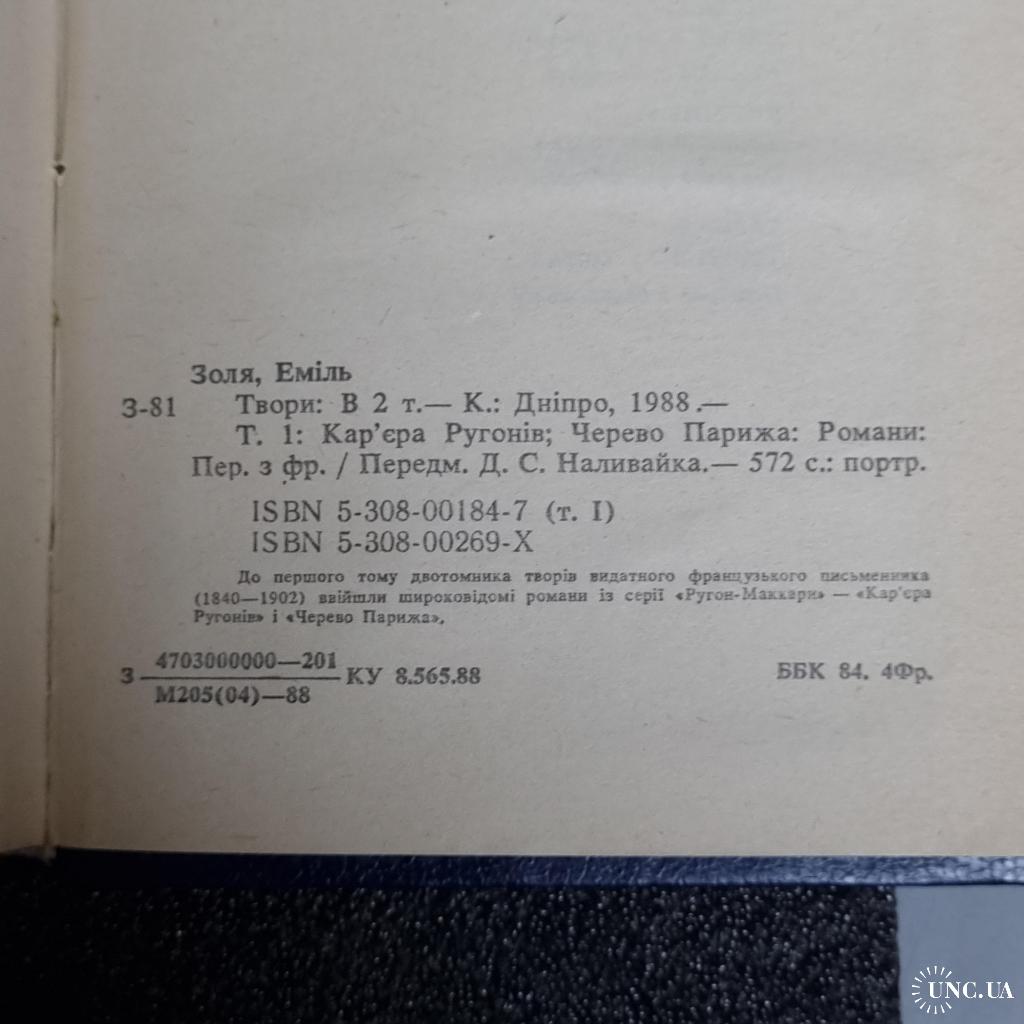 Золя, Еміль
З-81 Твори: В 2 т.— К.: Дніпро, 1988.—
Т. 1: Кар’єра Ругонів; Черево Парижа: Романи:
Пер. з фр. / Передм. Д. С. Наливайка.— 572 с.: портр.
ISBN 5-308-00184-7 (т. I)
ISBN 5-308-00269-X
До першого тому двотомника творів видатного французького письменника
(1840—1902) ввійшли широковідомі романи із серії «Ругон-Маккари» — «Кар’єра
Ругонів» і «Черево Парижа».
З 4703000000—201
М205(04)—88 КУ 8.565.88 ББК 84. 4Фр.
UNC.UA